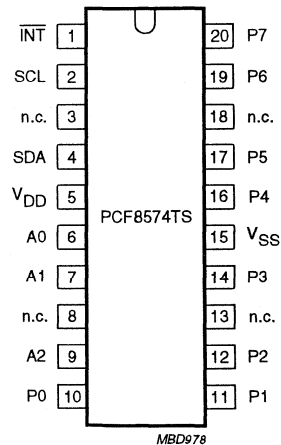 INT 1 20 P7
SCL 2 19 P6
n.c. 3 18 n.c.
SDA 4 17 P5
VDD 5 16 P4
PCF8574TS
A0 6 15 VSS
A1 7 14 P3
n.c. 8 13 n.c.
A2 9 12 P2
P0 10 11 P1
MBD978